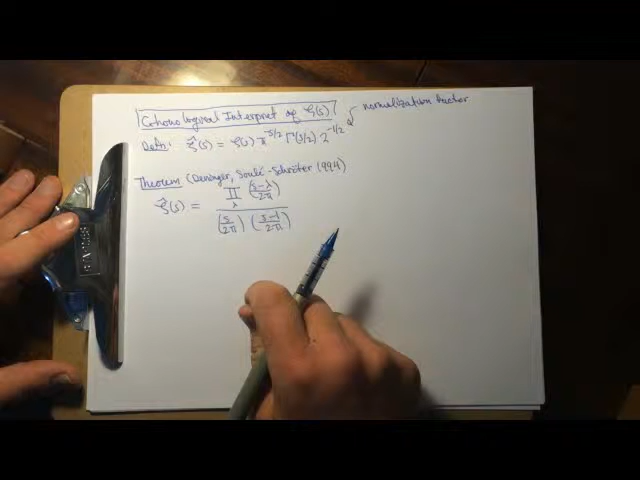 Cohomological Interpret of ζ(s)
normalization factor
Defn: ζ̂(s) = ζ(s) π^{-s/2} Γ(s/2) · 2^{-1/2}
Theorem (Deninger, Soulé-Schröter 1994)
ζ̂(s) = ∏_λ ((s-λ)/2π) / (s/2π) ((s-1)/2π)